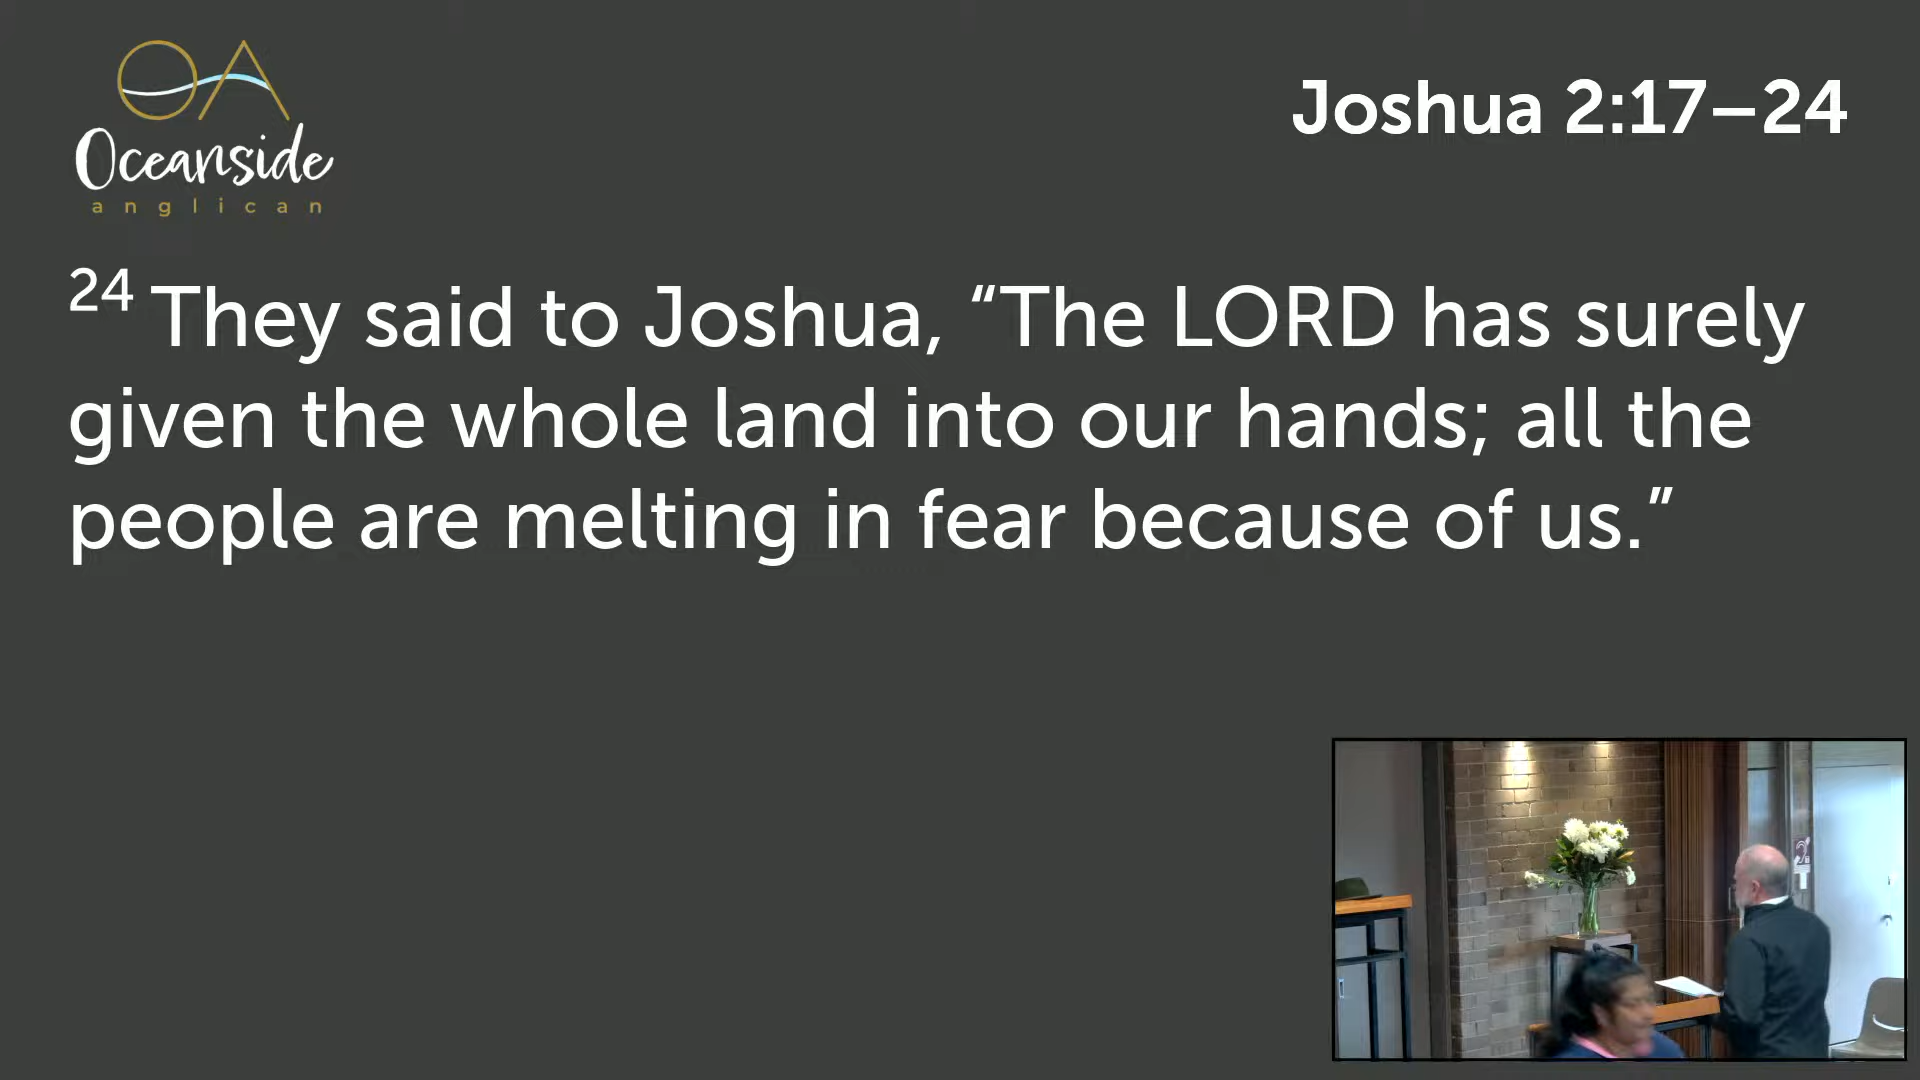 OA
Oceanside
anglican
Joshua 2:17–24
24 They said to Joshua, “The LORD has surely
given the whole land into our hands; all the
people are melting in fear because of us.”